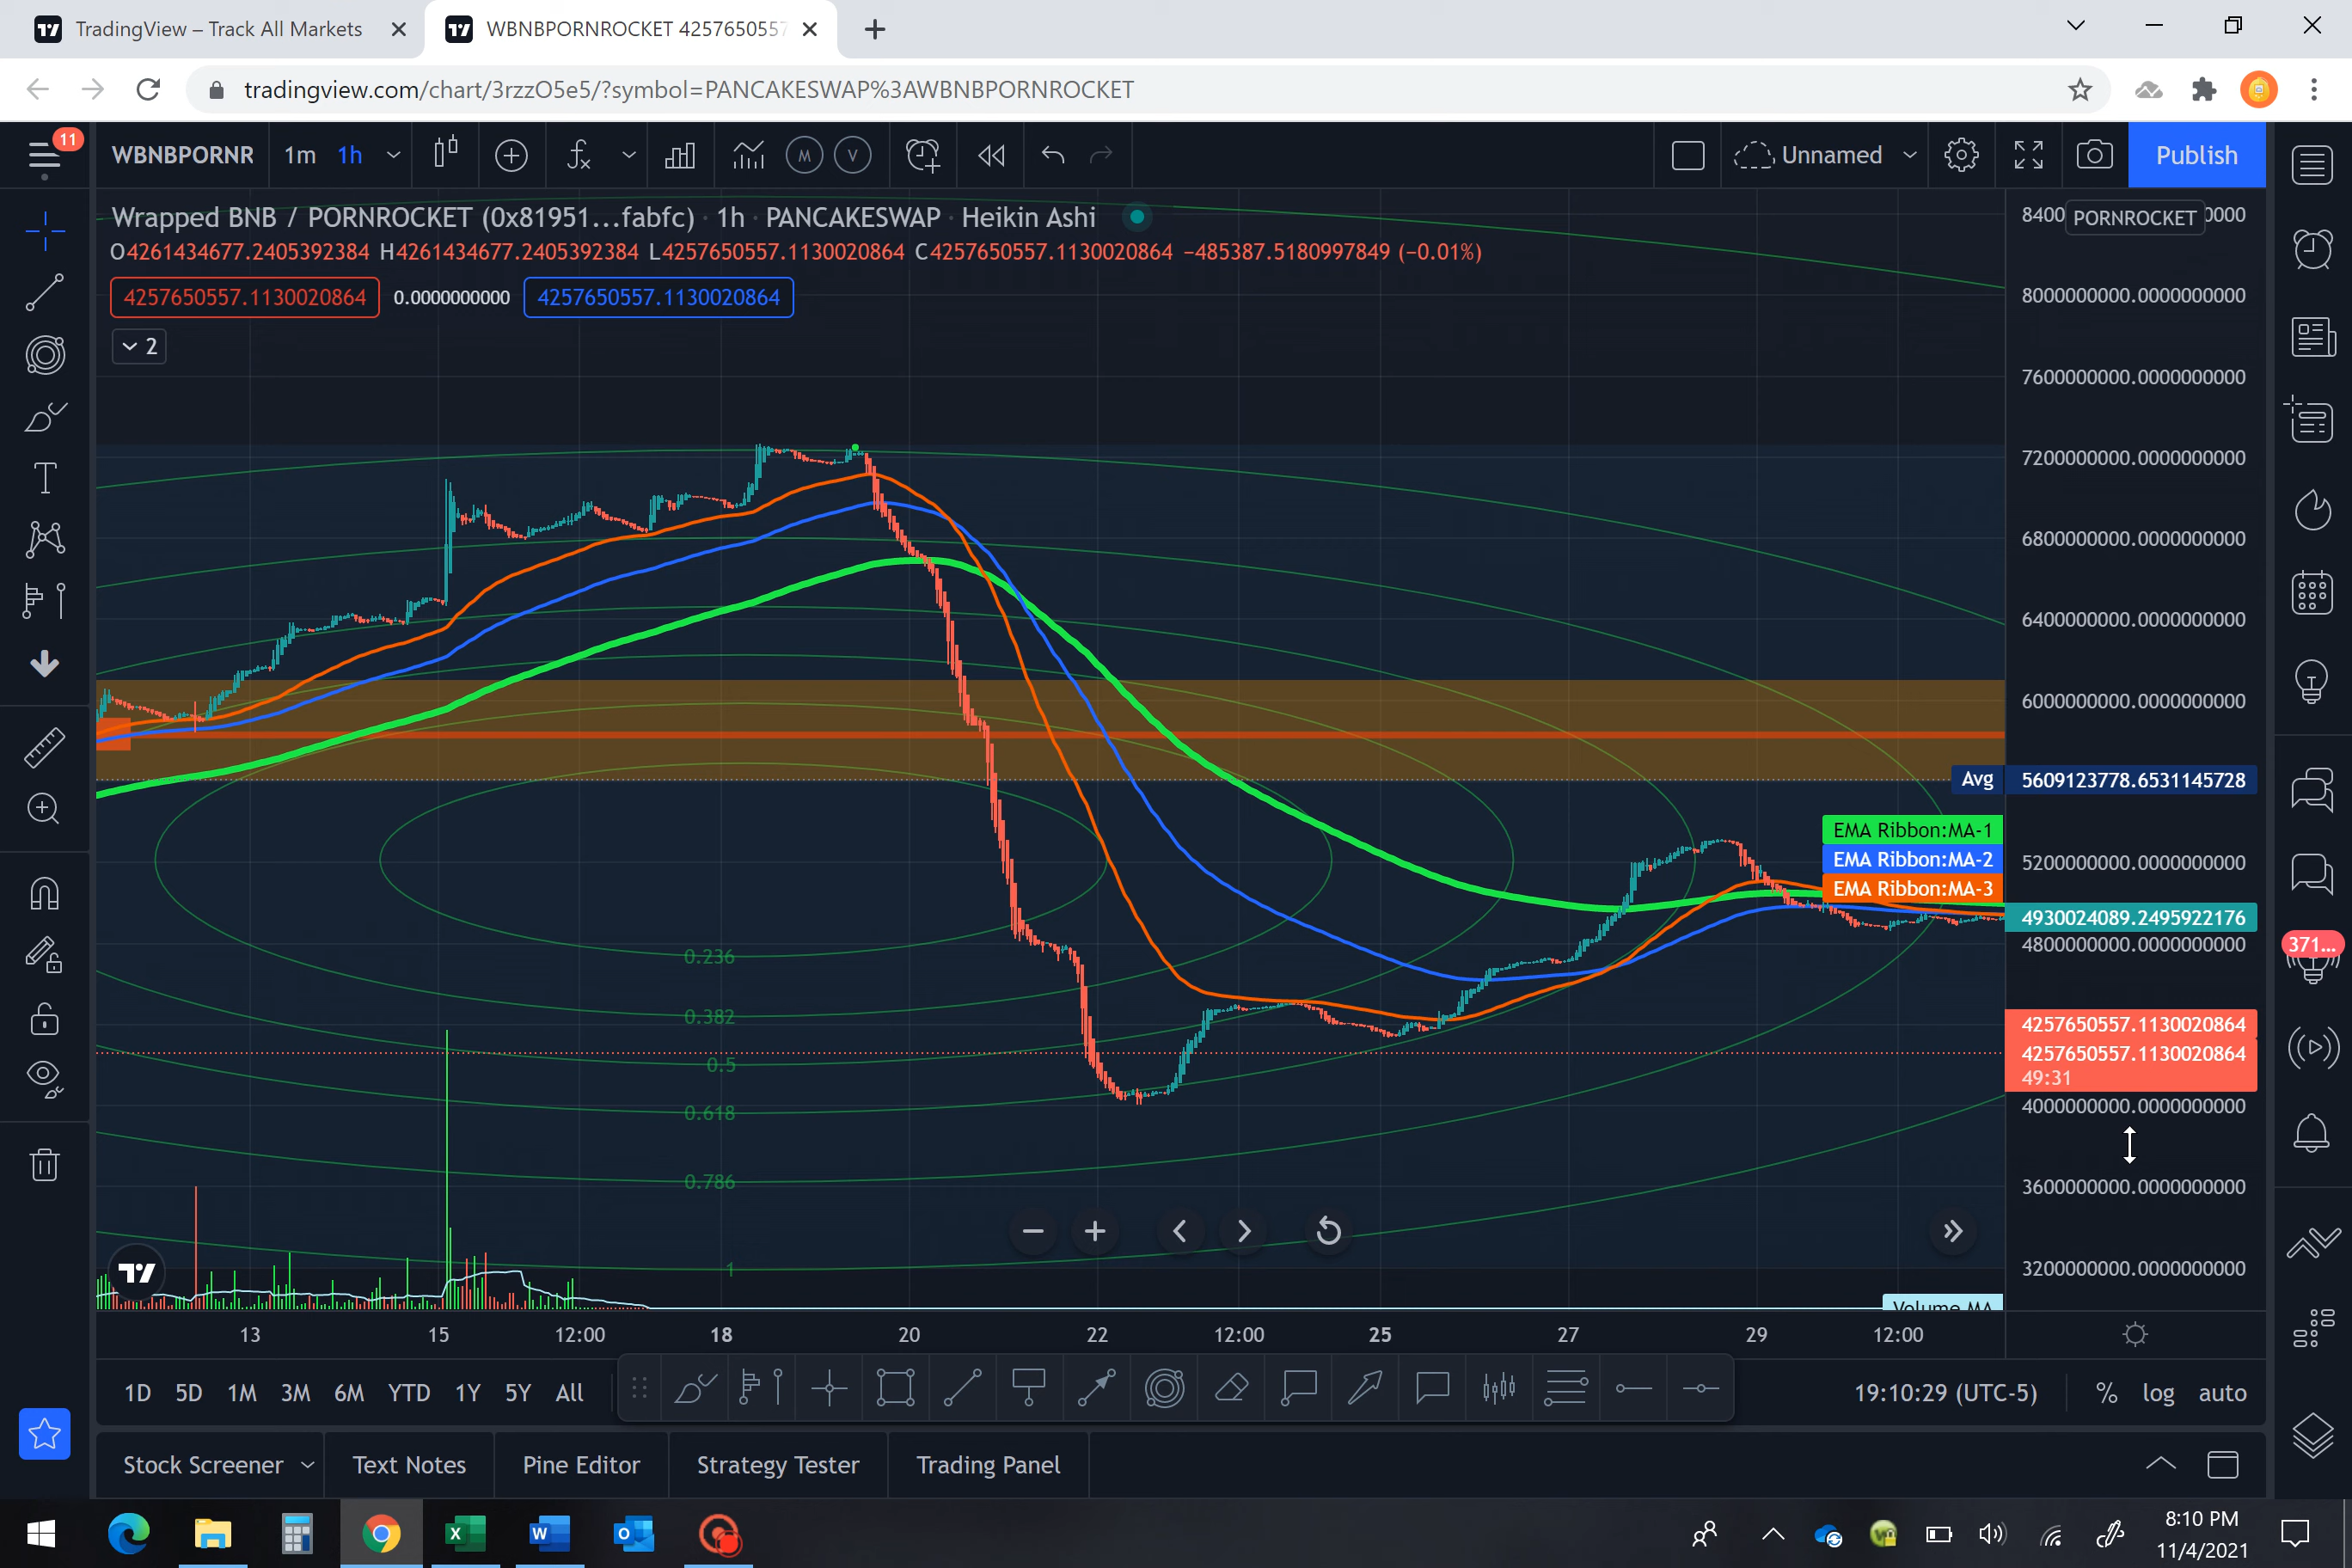 TradingView – Track All Markets
WBNBPORNROCKET 4257650557
tradingview.com/chart/3rzzO5e5/?symbol=PANCAKESWAP%3AWBNBPORNROCKET
11
WBNBPORNR 1m 1h M V Unnamed Publish
Wrapped BNB / PORNROCKET (0x81951...fabfc) · 1h · PANCAKESWAP · Heikin Ashi
O4261434677.2405392384 H4261434677.2405392384 L4257650557.1130020864 C4257650557.1130020864 −485387.5180997849 (−0.01%)
4257650557.1130020864 0.0000000000 4257650557.1130020864
2
8400 PORNROCKET 0000
8000000000.0000000000
7600000000.0000000000
7200000000.0000000000
6800000000.0000000000
6400000000.0000000000
6000000000.0000000000
Avg 5609123778.6531145728
EMA Ribbon:MA-1
EMA Ribbon:MA-2
5200000000.0000000000
EMA Ribbon:MA-3
4930024089.2495922176
4800000000.0000000000
371...
0.236
0.382
0.5
0.618
0.786
1
4257650557.1130020864
4257650557.1130020864
49:31
4000000000.0000000000
3600000000.0000000000
3200000000.0000000000
Volume MA
13 15 12:00 18 20 22 12:00 25 27 29 12:00
1D 5D 1M 3M 6M YTD 1Y 5Y All
19:10:29 (UTC-5) % log auto
Stock Screener Text Notes Pine Editor Strategy Tester Trading Panel
8:10 PM
11/4/2021